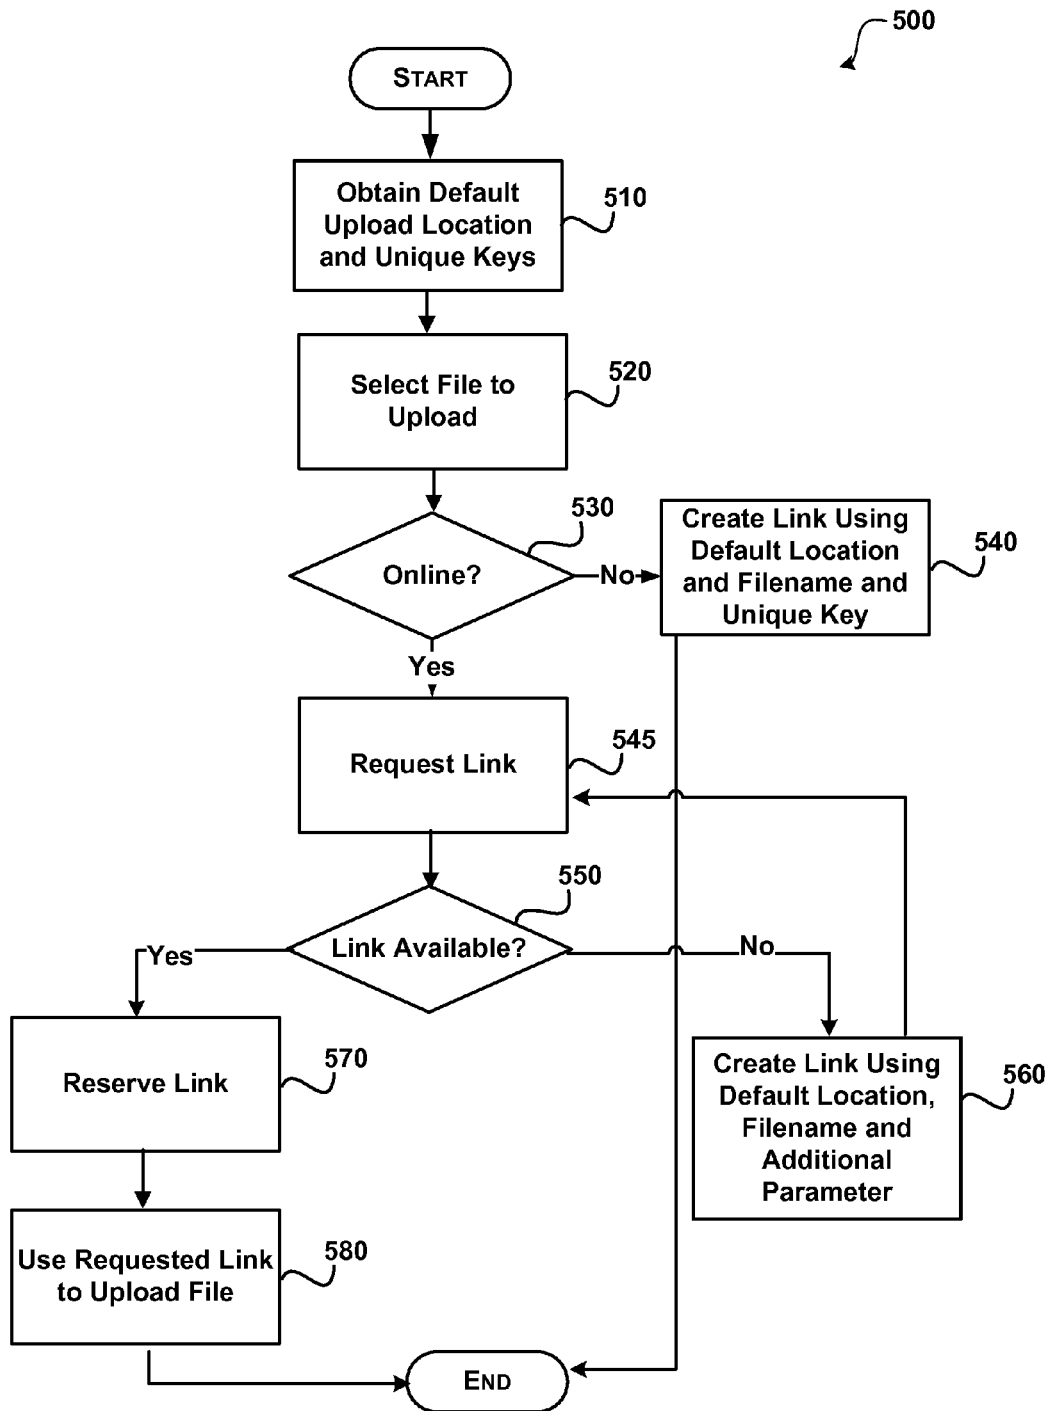 500
START
Obtain Default
Upload Location
and Unique Keys
510
Select File to
Upload
520
Online?
530
No
Create Link Using
Default Location
and Filename and
Unique Key
540
Yes
Request Link
545
Link Available?
550
Yes
No
Reserve Link
570
Create Link Using
Default Location,
Filename and
Additional
Parameter
560
Use Requested Link
to Upload File
580
END